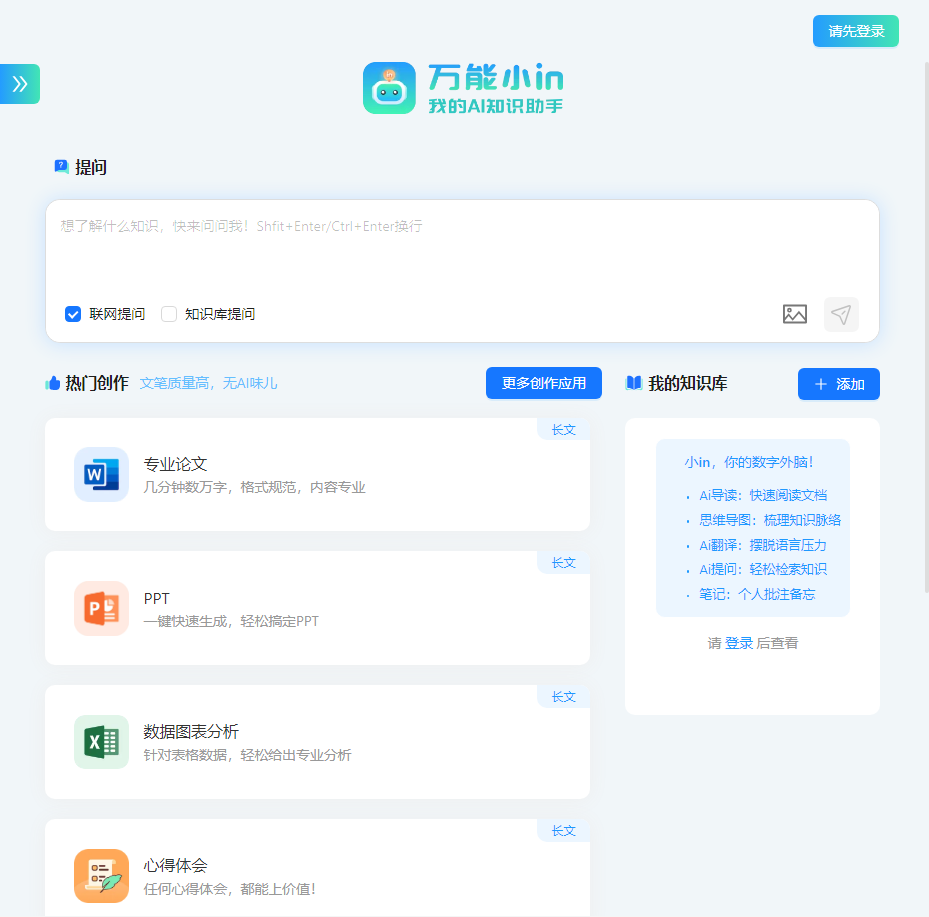 请先登录
万能小in
我的AI知识助手
提问
想了解什么知识，快来问问我！Shfit+Enter/Ctrl+Enter换行
联网提问
知识库提问
热门创作
文笔质量高，无AI味儿
更多创作应用
我的知识库
添加
长文
专业论文
几分钟数万字，格式规范，内容专业
长文
PPT
一键快速生成，轻松搞定PPT
长文
数据图表分析
针对表格数据，轻松给出专业分析
长文
心得体会
任何心得体会，都能上价值！
小in，你的数字外脑！
· Ai导读：快速阅读文档
· 思维导图：梳理知识脉络
· Ai翻译：摆脱语言压力
· Ai提问：轻松检索知识
· 笔记：个人批注备忘
请 登录 后查看